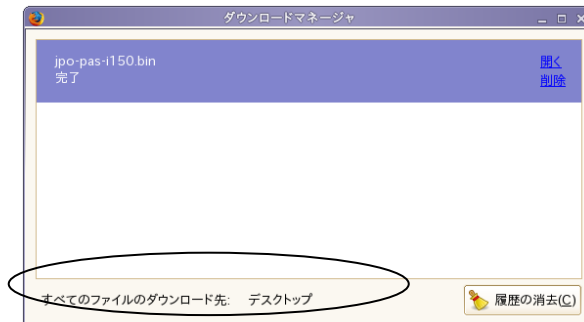 ダウンロードマネージャ
jpo-pas-i150.bin
完了
開く
削除
すべてのファイルのダウンロード先: デスクトップ
履歴の消去(C)